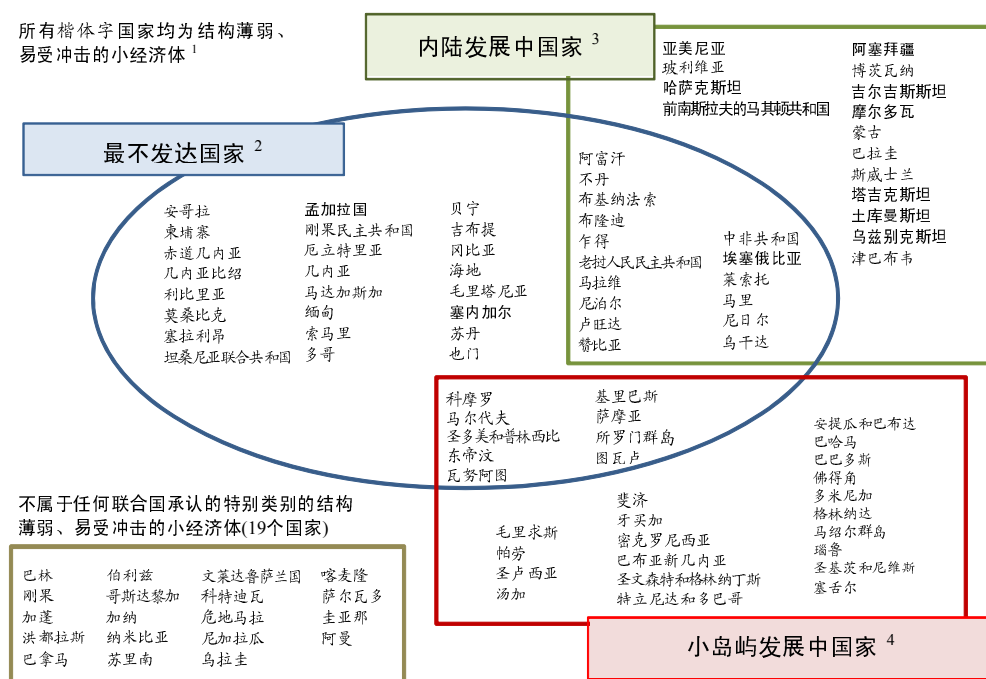 所有楷体字国家均为结构薄弱、
易受冲击的小经济体 1
内陆发展中国家 3
亚美尼亚
玻利维亚
哈萨克斯坦
前南斯拉夫的马其顿共和国
阿塞拜疆
博茨瓦纳
吉尔吉斯斯坦
摩尔多瓦
蒙古
巴拉圭
斯威士兰
塔吉克斯坦
土库曼斯坦
乌兹别克斯坦
津巴布韦
最不发达国家 2
安哥拉
柬埔寨
赤道几内亚
几内亚比绍
利比里亚
莫桑比克
塞拉利昂
坦桑尼亚联合共和国
孟加拉国
刚果民主共和国
厄立特里亚
几内亚
马达加斯加
缅甸
索马里
多哥
贝宁
吉布提
冈比亚
海地
毛里塔尼亚
塞内加尔
苏丹
也门
阿富汗
不丹
布基纳法索
布隆迪
乍得
老挝人民民主共和国
马拉维
尼泊尔
卢旺达
赞比亚
中非共和国
埃塞俄比亚
莱索托
马里
尼日尔
乌干达
科摩罗
马尔代夫
圣多美和普林西比
东帝汶
瓦努阿图
基里巴斯
萨摩亚
所罗门群岛
图瓦卢
毛里求斯
帕劳
圣卢西亚
汤加
斐济
牙买加
密克罗尼西亚
巴布亚新几内亚
圣文森特和格林纳丁斯
特立尼达和多巴哥
安提瓜和巴布达
巴哈马
巴巴多斯
佛得角
多米尼加
格林纳达
马绍尔群岛
瑙鲁
圣基茨和尼维斯
塞舌尔
小岛屿发展中国家 4
不属于任何联合国承认的特别类别的结构
薄弱、易受冲击的小经济体(19个国家)
巴林
刚果
加蓬
洪都拉斯
巴拿马
伯利兹
哥斯达黎加
加纳
纳米比亚
苏里南
文莱达鲁萨兰国
科特迪瓦
危地马拉
尼加拉瓜
乌拉圭
喀麦隆
萨尔瓦多
圭亚那
阿曼